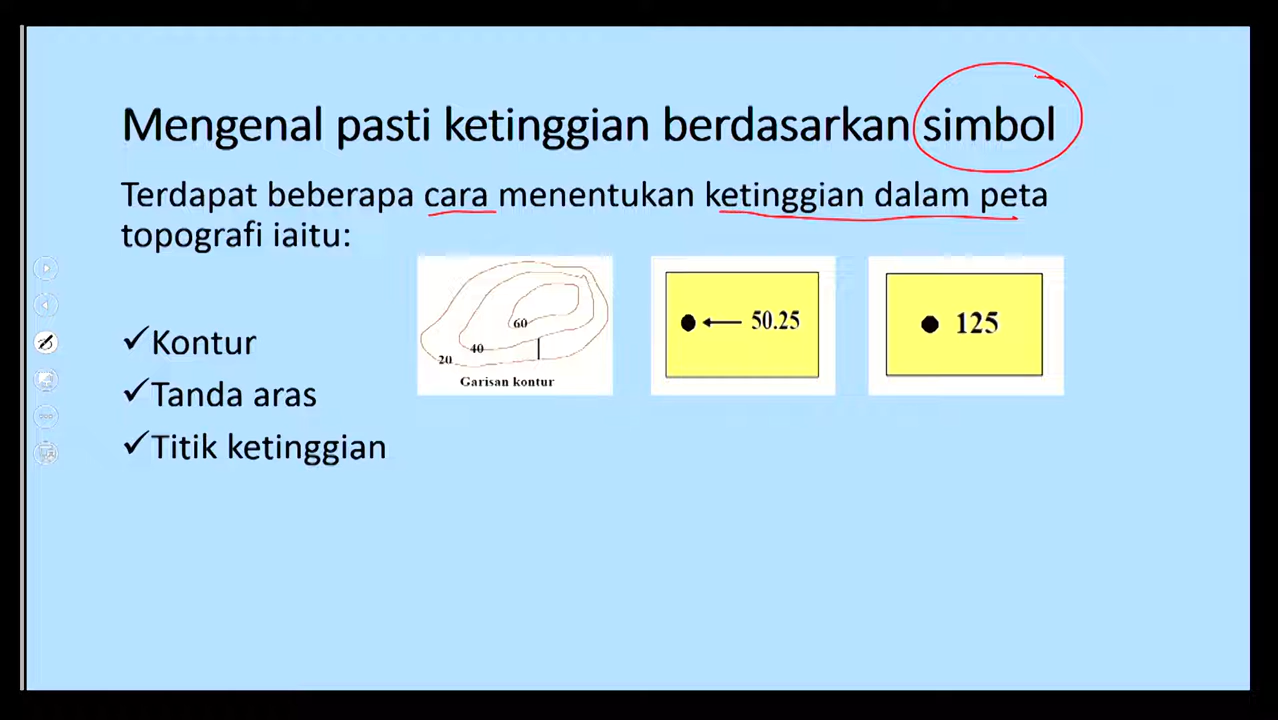 Mengenal pasti ketinggian berdasarkan simbol
Terdapat beberapa cara menentukan ketinggian dalam peta
topografi iaitu:
60
40
20
Garisan kontur
50.25
125
✓Kontur
✓Tanda aras
✓Titik ketinggian